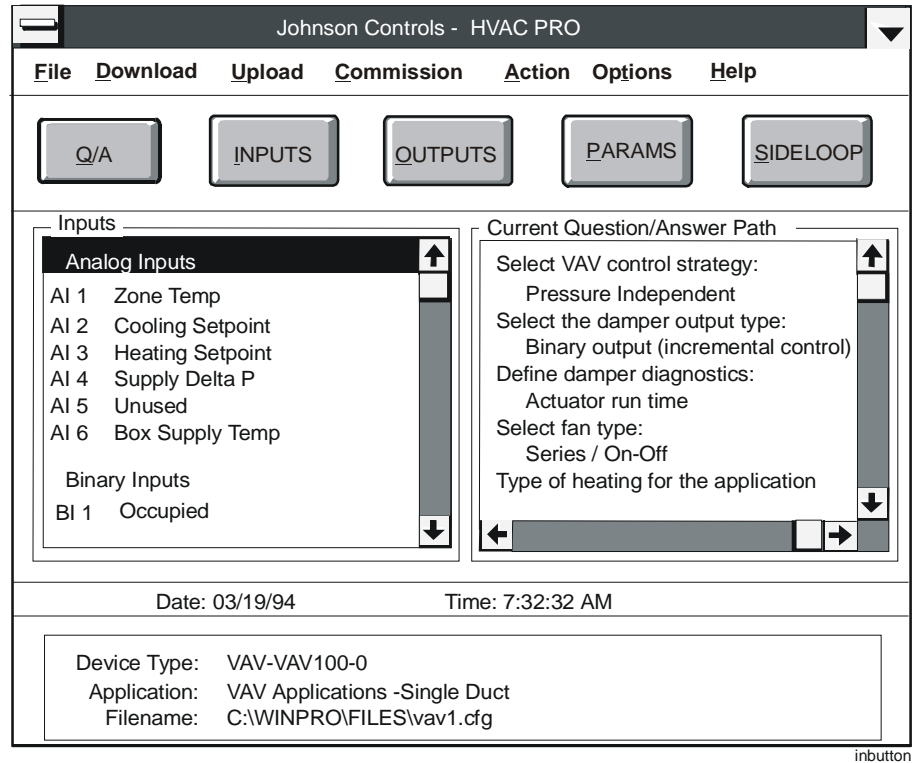 Johnson Controls - HVAC PRO
File Download Upload Commission Action Options Help
Q/A INPUTS OUTPUTS PARAMS SIDELOOP
Inputs
Analog Inputs
AI 1 Zone Temp
AI 2 Cooling Setpoint
AI 3 Heating Setpoint
AI 4 Supply Delta P
AI 5 Unused
AI 6 Box Supply Temp
Binary Inputs
BI 1 Occupied
Current Question/Answer Path
Select VAV control strategy:
Pressure Independent
Select the damper output type:
Binary output (incremental control)
Define damper diagnostics:
Actuator run time
Select fan type:
Series / On-Off
Type of heating for the application
Date: 03/19/94 Time: 7:32:32 AM
Device Type: VAV-VAV100-0
Application: VAV Applications -Single Duct
Filename: C:\WINPRO\FILES\vav1.cfg
inbutton